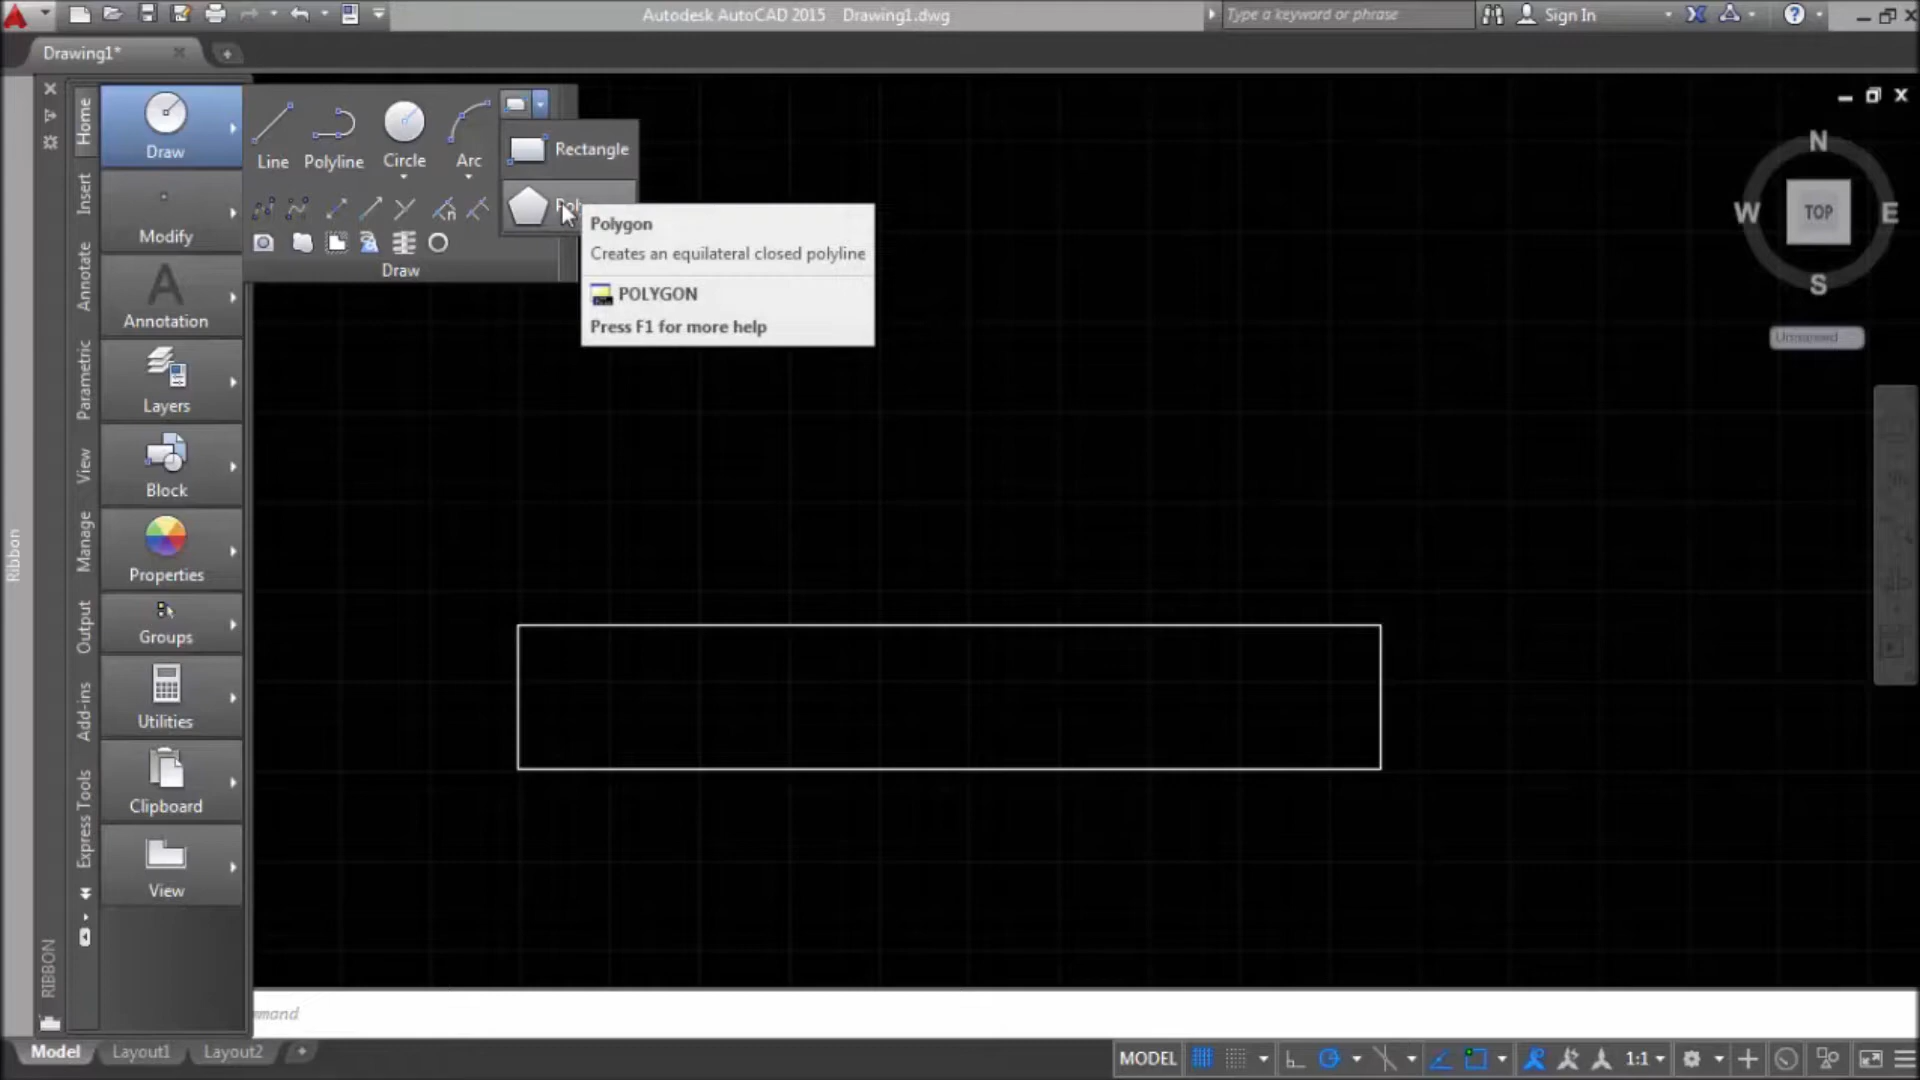 Autodesk AutoCAD 2015 Drawing1.dwg
Type a keyword or phrase
Sign In
Drawing1*
Home
Insert
Annotate
Parametric
View
Manage
Output
Add-ins
Express Tools
Ribbon
RIBBON
Draw
Modify
Annotation
Layers
Block
Properties
Groups
Utilities
Clipboard
View
Line
Polyline
Circle
Arc
Draw
Rectangle
Polygon
Creates an equilateral closed polyline
POLYGON
Press F1 for more help
N
W
TOP
E
S
Unnamed
mmand
Model
Layout1
Layout2
MODEL
1:1